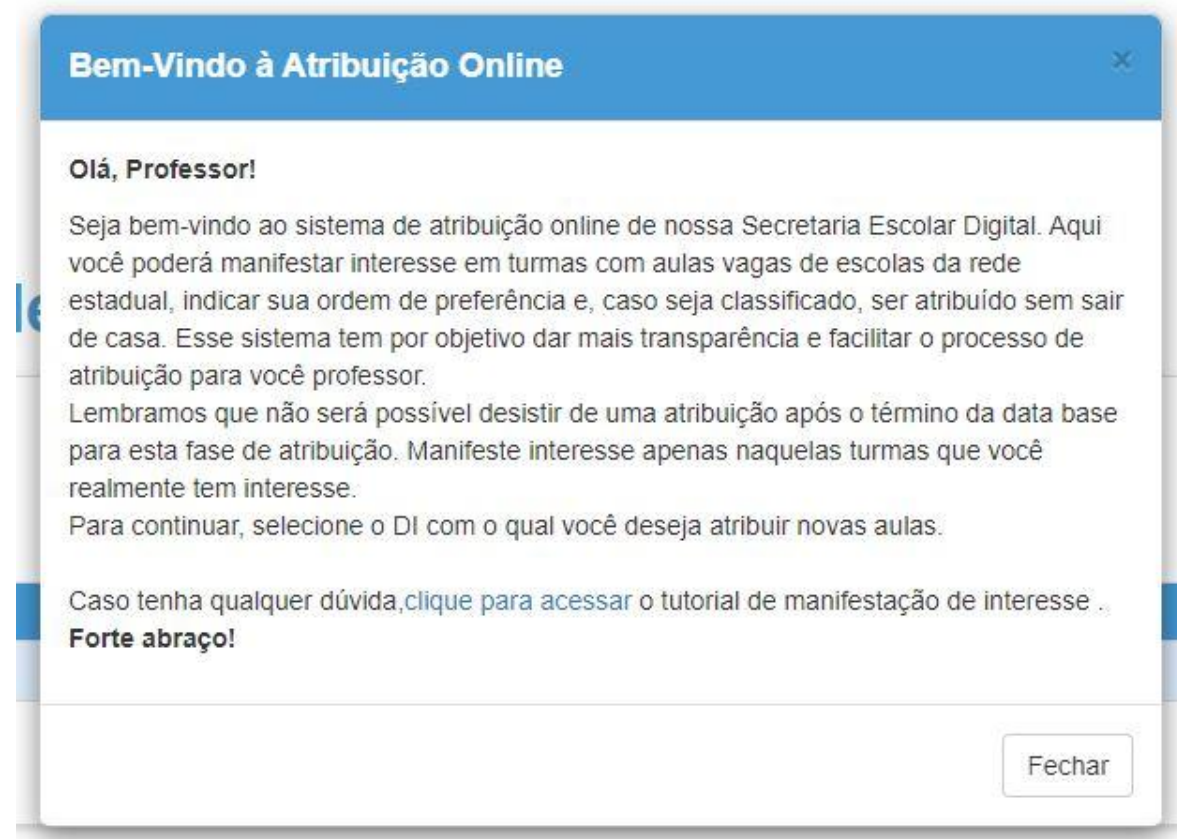 Bem-Vindo à Atribuição Online
×
Olá, Professor!
Seja bem-vindo ao sistema de atribuição online de nossa Secretaria Escolar Digital. Aqui
você poderá manifestar interesse em turmas com aulas vagas de escolas da rede
estadual, indicar sua ordem de preferência e, caso seja classificado, ser atribuído sem sair
de casa. Esse sistema tem por objetivo dar mais transparência e facilitar o processo de
atribuição para você professor.
Lembramos que não será possível desistir de uma atribuição após o término da data base
para esta fase de atribuição. Manifeste interesse apenas naquelas turmas que você
realmente tem interesse.
Para continuar, selecione o DI com o qual você deseja atribuir novas aulas.
Caso tenha qualquer dúvida,clique para acessar o tutorial de manifestação de interesse .
Forte abraço!
Fechar